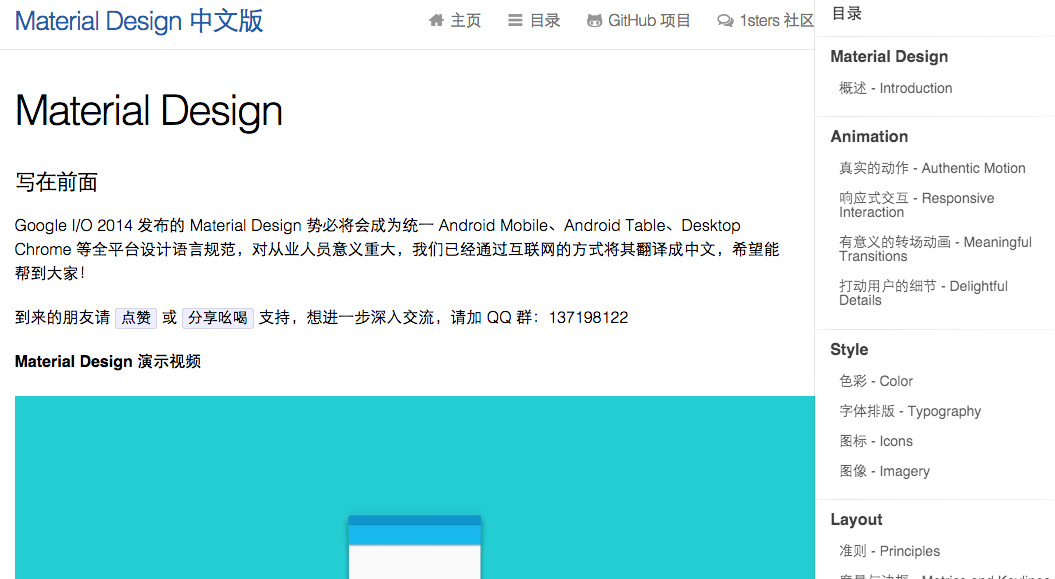 Material Design 中文版
主页
目录
GitHub 项目
1sters 社区
Material Design
写在前面
Google I/O 2014 发布的 Material Design 势必将会成为统一 Android Mobile、Android Table、Desktop
Chrome 等全平台设计语言规范，对从业人员意义重大，我们已经通过互联网的方式将其翻译成中文，希望能
帮到大家！
到来的朋友请 点赞 或 分享吆喝 支持，想进一步深入交流，请加 QQ 群：137198122
Material Design 演示视频
目录
Material Design
概述 - Introduction
Animation
真实的动作 - Authentic Motion
响应式交互 - Responsive
Interaction
有意义的转场动画 - Meaningful
Transitions
打动用户的细节 - Delightful
Details
Style
色彩 - Color
字体排版 - Typography
图标 - Icons
图像 - Imagery
Layout
准则 - Principles
度量与边框 - Metrics and Keylines